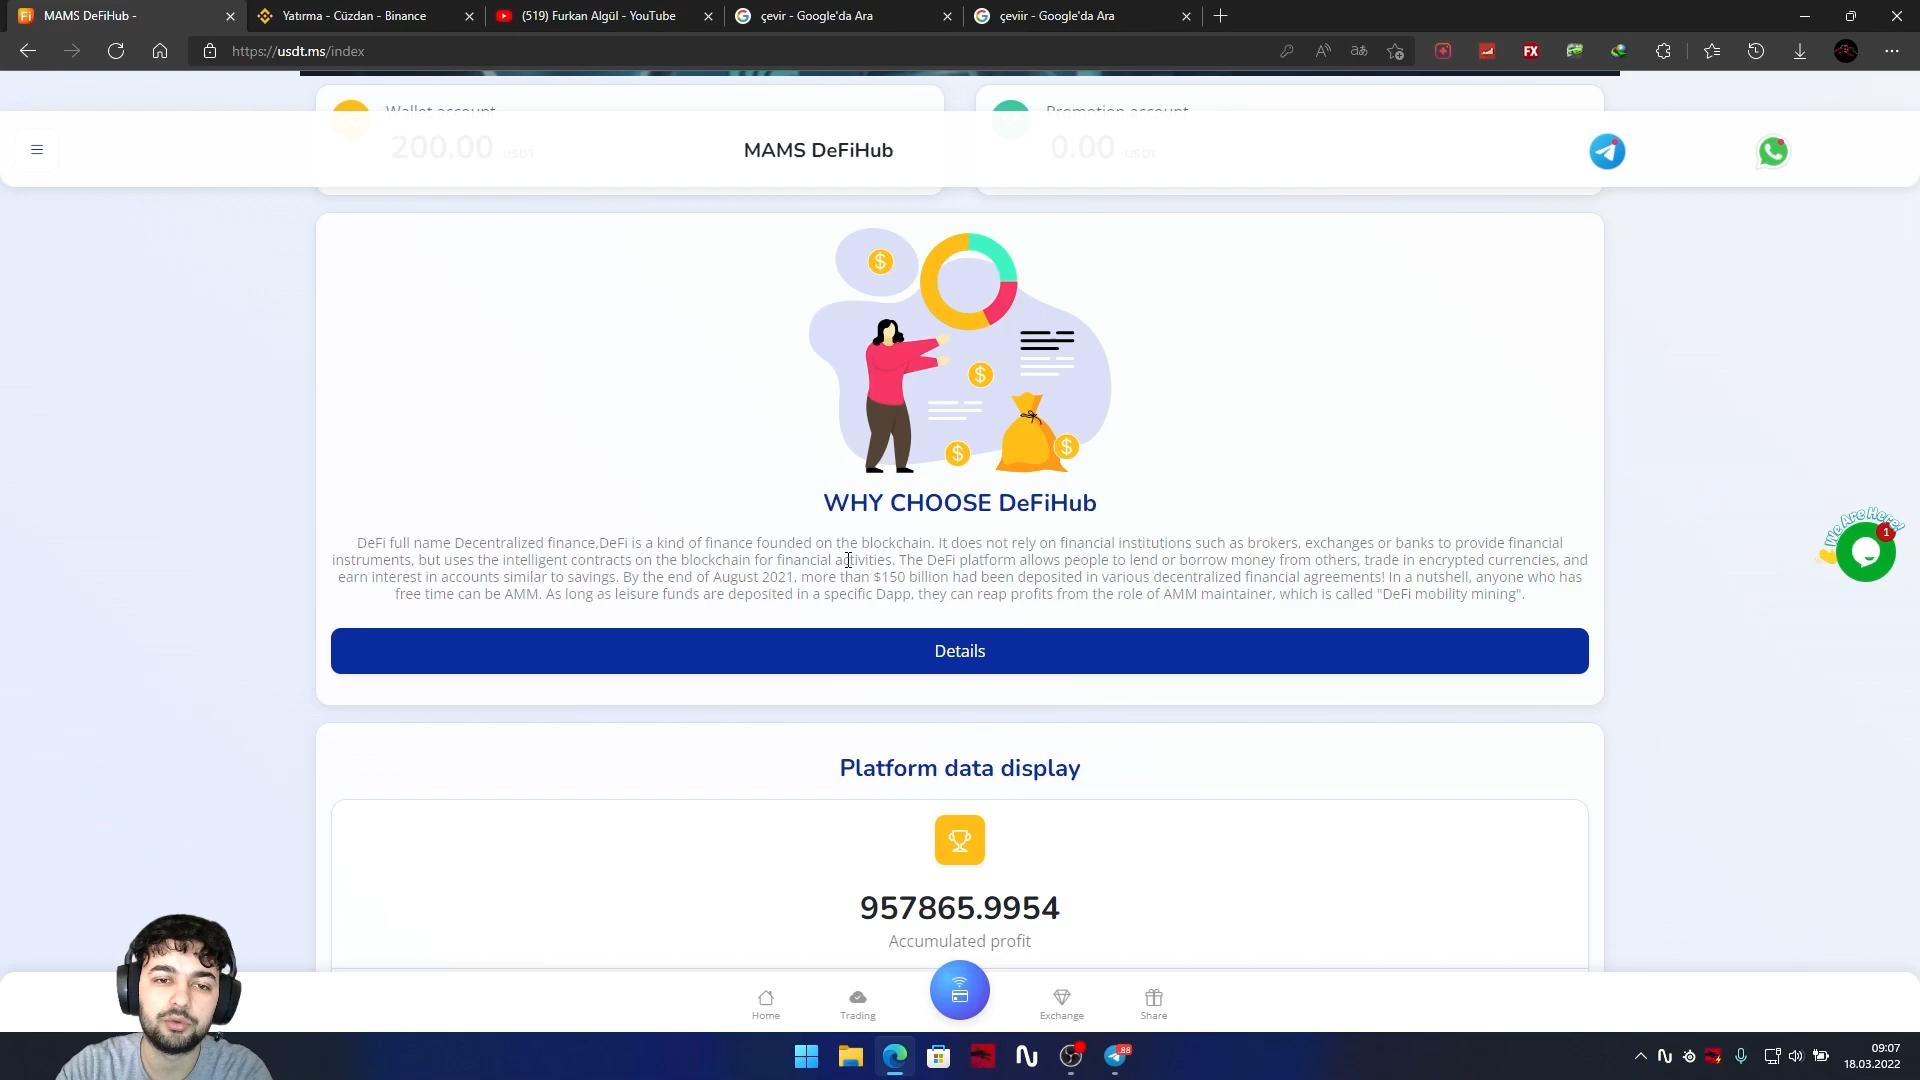 MAMS DeFiHub -
Yatırma - Cüzdan - Binance
(519) Furkan Algül - YouTube
çevir - Google'da Ara
çeviir - Google'da Ara
https://usdt.ms/index
Wallet account
Promotion account
200.00 USDT
MAMS DeFiHub
0.00 USDT
WHY CHOOSE DeFiHub
DeFi full name Decentralized finance,DeFi is a kind of finance founded on the blockchain. It does not rely on financial institutions such as brokers, exchanges or banks to provide financial
instruments, but uses the intelligent contracts on the blockchain for financial activities. The DeFi platform allows people to lend or borrow money from others, trade in encrypted currencies, and
earn interest in accounts similar to savings. By the end of August 2021, more than $150 billion had been deposited in various decentralized financial agreements! In a nutshell, anyone who has
free time can be AMM. As long as leisure funds are deposited in a specific Dapp, they can reap profits from the role of AMM maintainer, which is called "DeFi mobility mining".
We Are Here!
1
Details
Platform data display
957865.9954
Accumulated profit
Home
Trading
Exchange
Share
88
09:07
18.03.2022